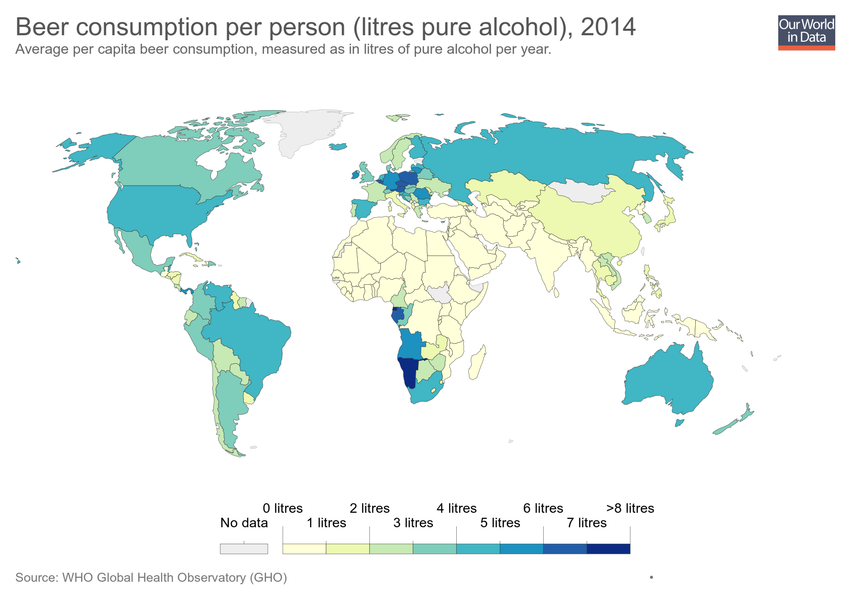 Beer consumption per person (litres pure alcohol), 2014
Average per capita beer consumption, measured as in litres of pure alcohol per year.
Our World
in Data
0 litres 2 litres 4 litres 6 litres >8 litres
No data 1 litres 3 litres 5 litres 7 litres
Source: WHO Global Health Observatory (GHO)